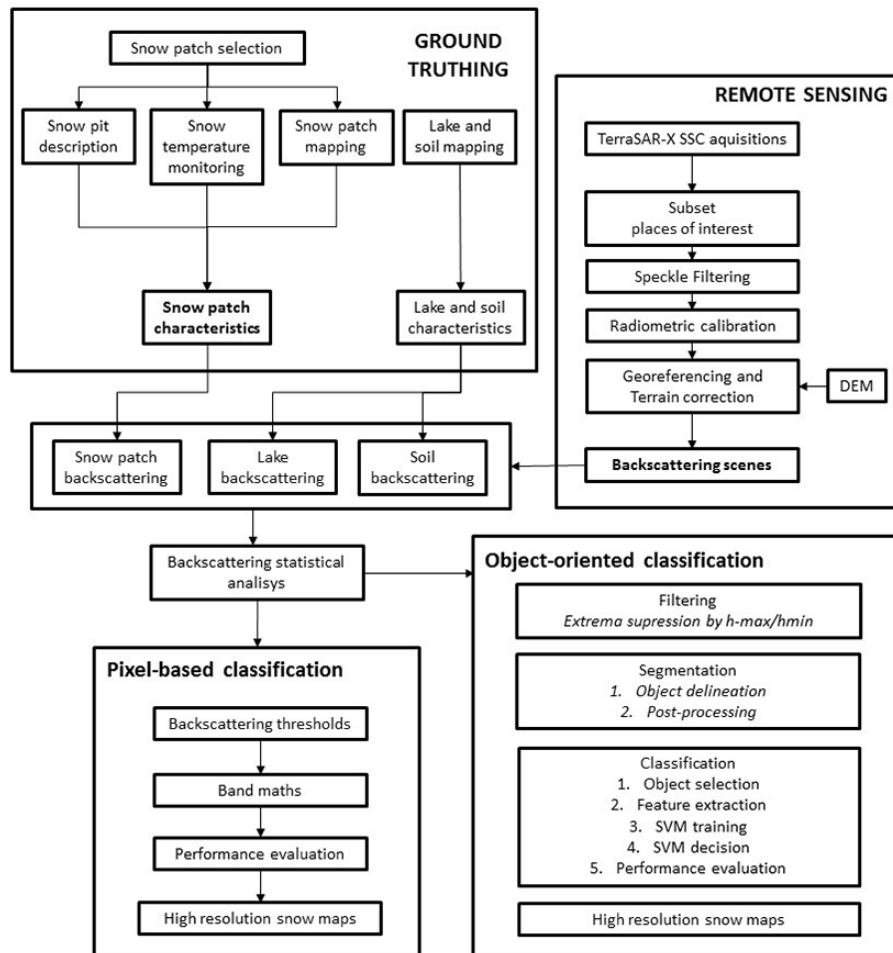 GROUND
TRUTHING
Snow patch selection
Snow pit
description
Snow
temperature
monitoring
Snow patch
mapping
Lake and
soil mapping
Snow patch
characteristics
Lake and soil
characteristics
REMOTE SENSING
TerraSAR-X SSC aquisitions
Subset
places of interest
Speckle Filtering
Radiometric calibration
Georeferencing and
Terrain correction
DEM
Backscattering scenes
Snow patch
backscattering
Lake
backscattering
Soil
backscattering
Backscattering statistical
analisys
Pixel-based classification
Backscattering thresholds
Band maths
Performance evaluation
High resolution snow maps
Object-oriented classification
Filtering
Extrema supression by h-max/hmin
Segmentation
1. Object delineation
2. Post-processing
Classification
1. Object selection
2. Feature extraction
3. SVM training
4. SVM decision
5. Performance evaluation
High resolution snow maps